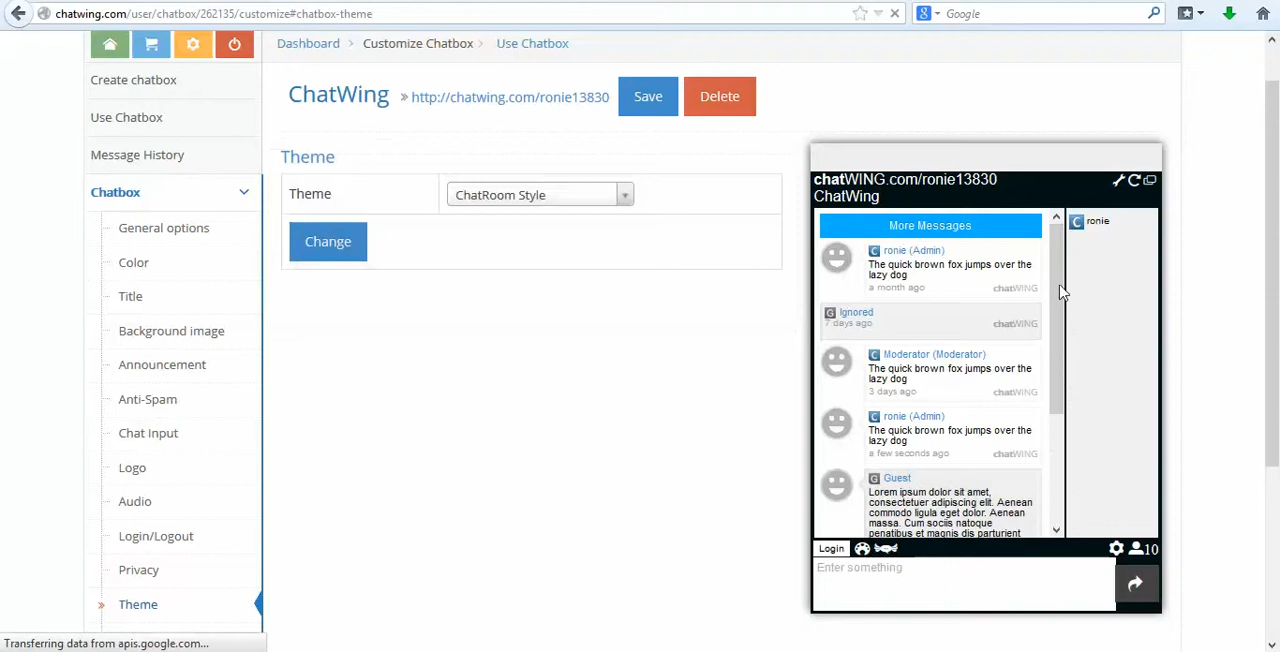 chatwing.com/user/chatbox/262135/customize#chatbox-theme
Google
Dashboard > Customize Chatbox > Use Chatbox
Create chatbox
Use Chatbox
Message History
Chatbox
General options
Color
Title
Background image
Announcement
Anti-Spam
Chat Input
Logo
Audio
Login/Logout
Privacy
» Theme
ChatWing » http://chatwing.com/ronie13830 Save Delete
Theme
Theme ChatRoom Style
Change
chatWING.com/ronie13830
ChatWing
More Messages
C ronie
C ronie (Admin)
The quick brown fox jumps over the
lazy dog
a month ago chatWING
G Ignored
7 days ago chatWING
C Moderator (Moderator)
The quick brown fox jumps over the
lazy dog
3 days ago chatWING
C ronie (Admin)
The quick brown fox jumps over the
lazy dog
a few seconds ago chatWING
G Guest
Lorem ipsum dolor sit amet,
consectetuer adipiscing elit. Aenean
commodo ligula eget dolor. Aenean
massa. Cum sociis natoque
penatibus et magnis dis parturient
Login 10
Enter something
Transferring data from apis.google.com...